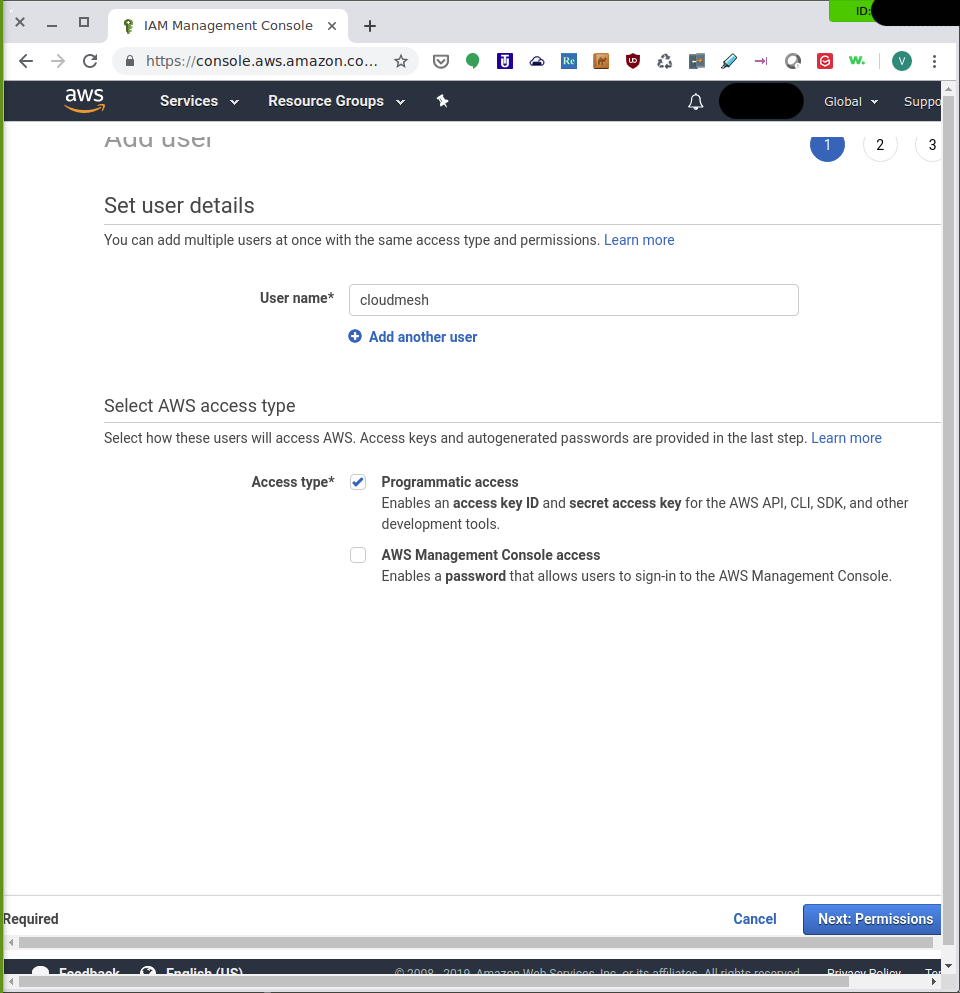 ID:
IAM Management Console
https://console.aws.amazon.co...
Re
UD
w.
V
aws
Services
Resource Groups
Global
Suppo
Add user
1
2
3
Set user details
You can add multiple users at once with the same access type and permissions. Learn more
User name*
cloudmesh
Add another user
Select AWS access type
Select how these users will access AWS. Access keys and autogenerated passwords are provided in the last step. Learn more
Access type*
Programmatic access
Enables an access key ID and secret access key for the AWS API, CLI, SDK, and other
development tools.
AWS Management Console access
Enables a password that allows users to sign-in to the AWS Management Console.
Required
Cancel
Next: Permissions
Feedback
English (US)
© 2008 - 2019, Amazon Web Services, Inc. or its affiliates. All rights reserved.
Privacy Policy
Ter